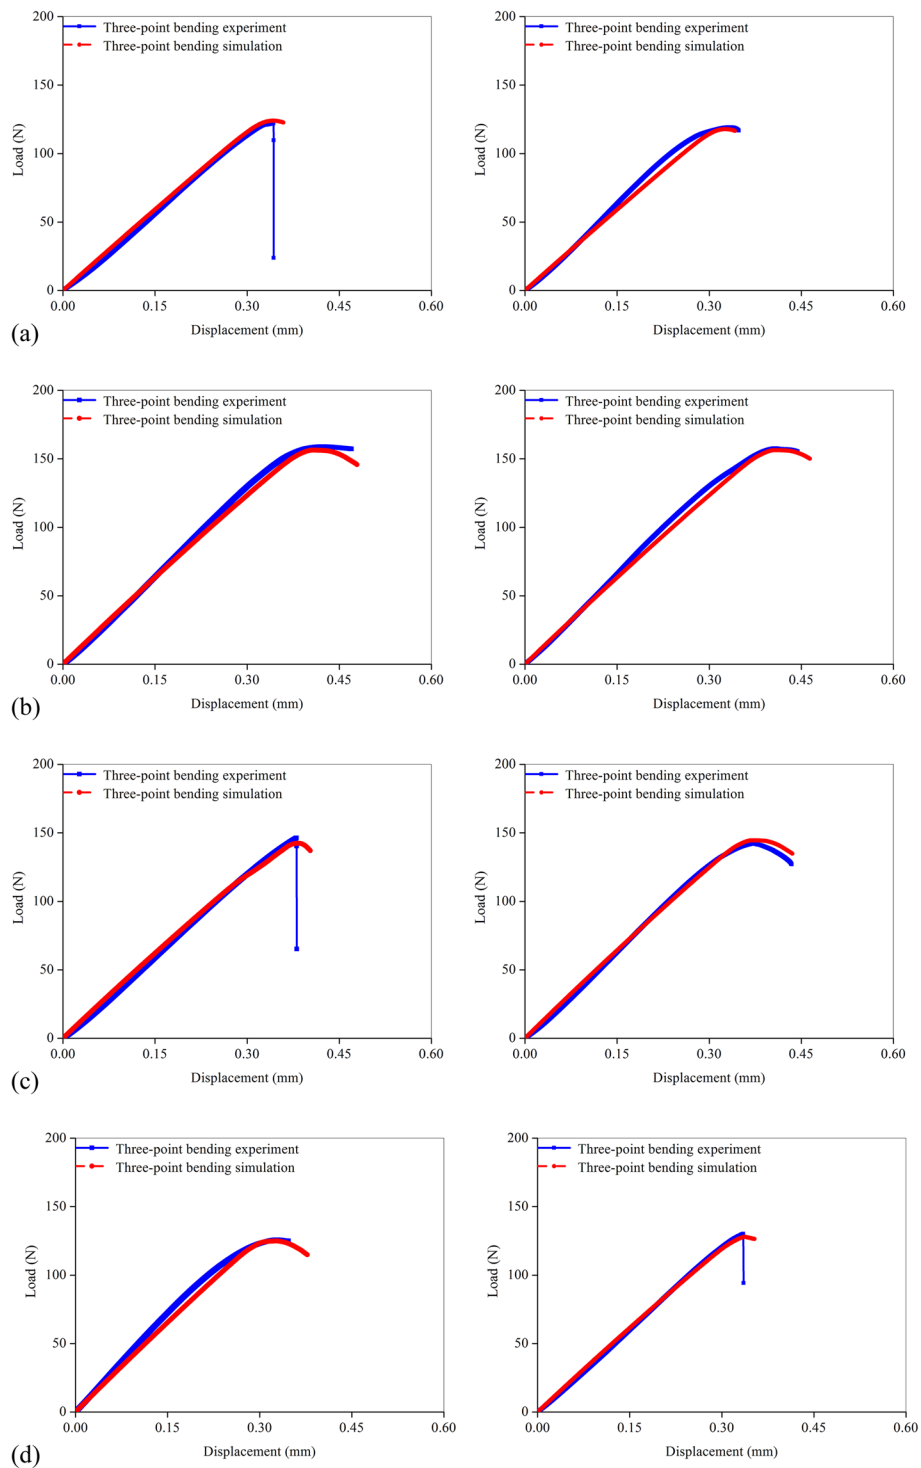 200
Three-point bending experiment
Three-point bending simulation
150
Load (N)
100
50
0
0.00 0.15 0.30 0.45 0.60
Displacement (mm)
200
Three-point bending experiment
Three-point bending simulation
150
Load (N)
100
50
0
0.00 0.15 0.30 0.45 0.60
Displacement (mm)
(a)
200
Three-point bending experiment
Three-point bending simulation
150
Load (N)
100
50
0
0.00 0.15 0.30 0.45 0.60
Displacement (mm)
200
Three-point bending experiment
Three-point bending simulation
150
Load (N)
100
50
0
0.00 0.15 0.30 0.45 0.60
Displacement (mm)
(b)
200
Three-point bending experiment
Three-point bending simulation
150
Load (N)
100
50
0
0.00 0.15 0.30 0.45 0.60
Displacement (mm)
200
Three-point bending experiment
Three-point bending simulation
150
Load (N)
100
50
0
0.00 0.15 0.30 0.45 0.60
Displacement (mm)
(c)
200
Three-point bending experiment
Three-point bending simulation
150
Load (N)
100
50
0
0.00 0.15 0.30 0.45 0.60
Displacement (mm)
200
Three-point bending experiment
Three-point bending simulation
150
Load (N)
100
50
0
0.00 0.15 0.30 0.45 0.60
Displacement (mm)
(d)